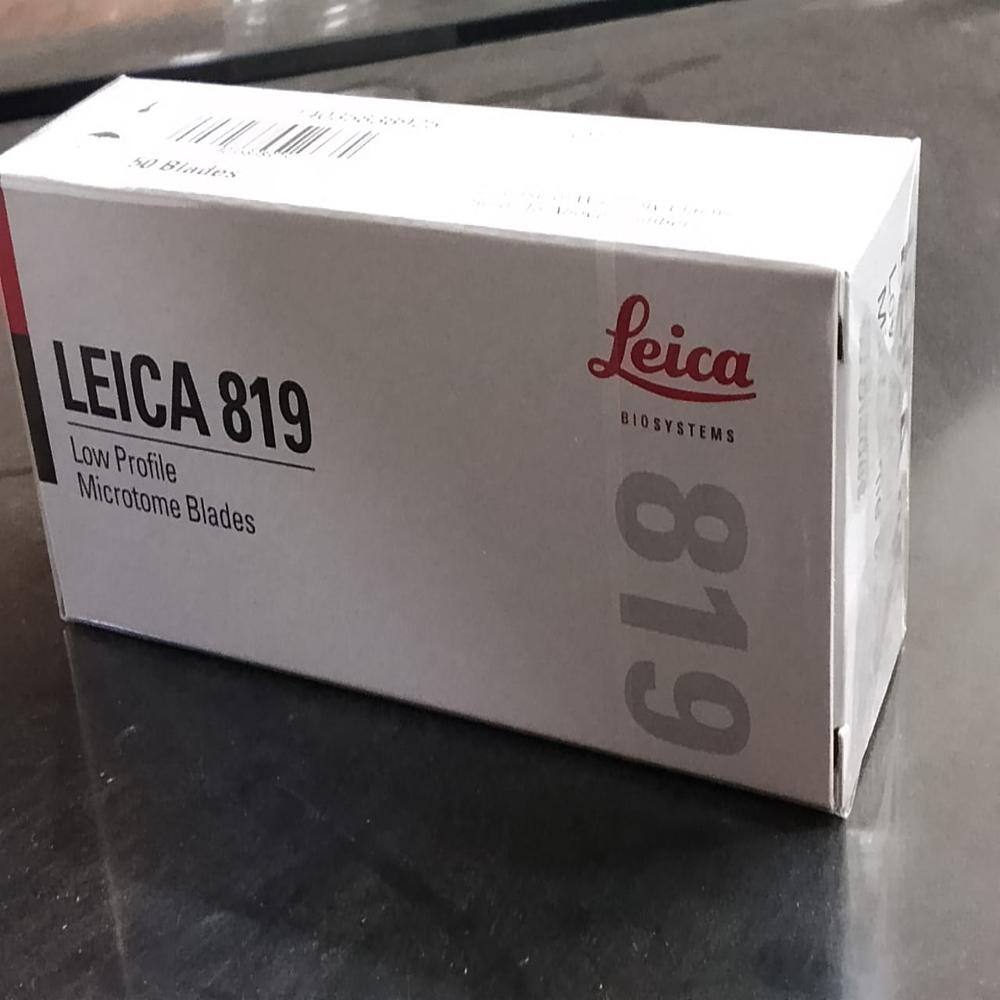 50 Blades
LEICA 819
Low Profile
Microtome Blades
Leica
BIOSYSTEMS
819